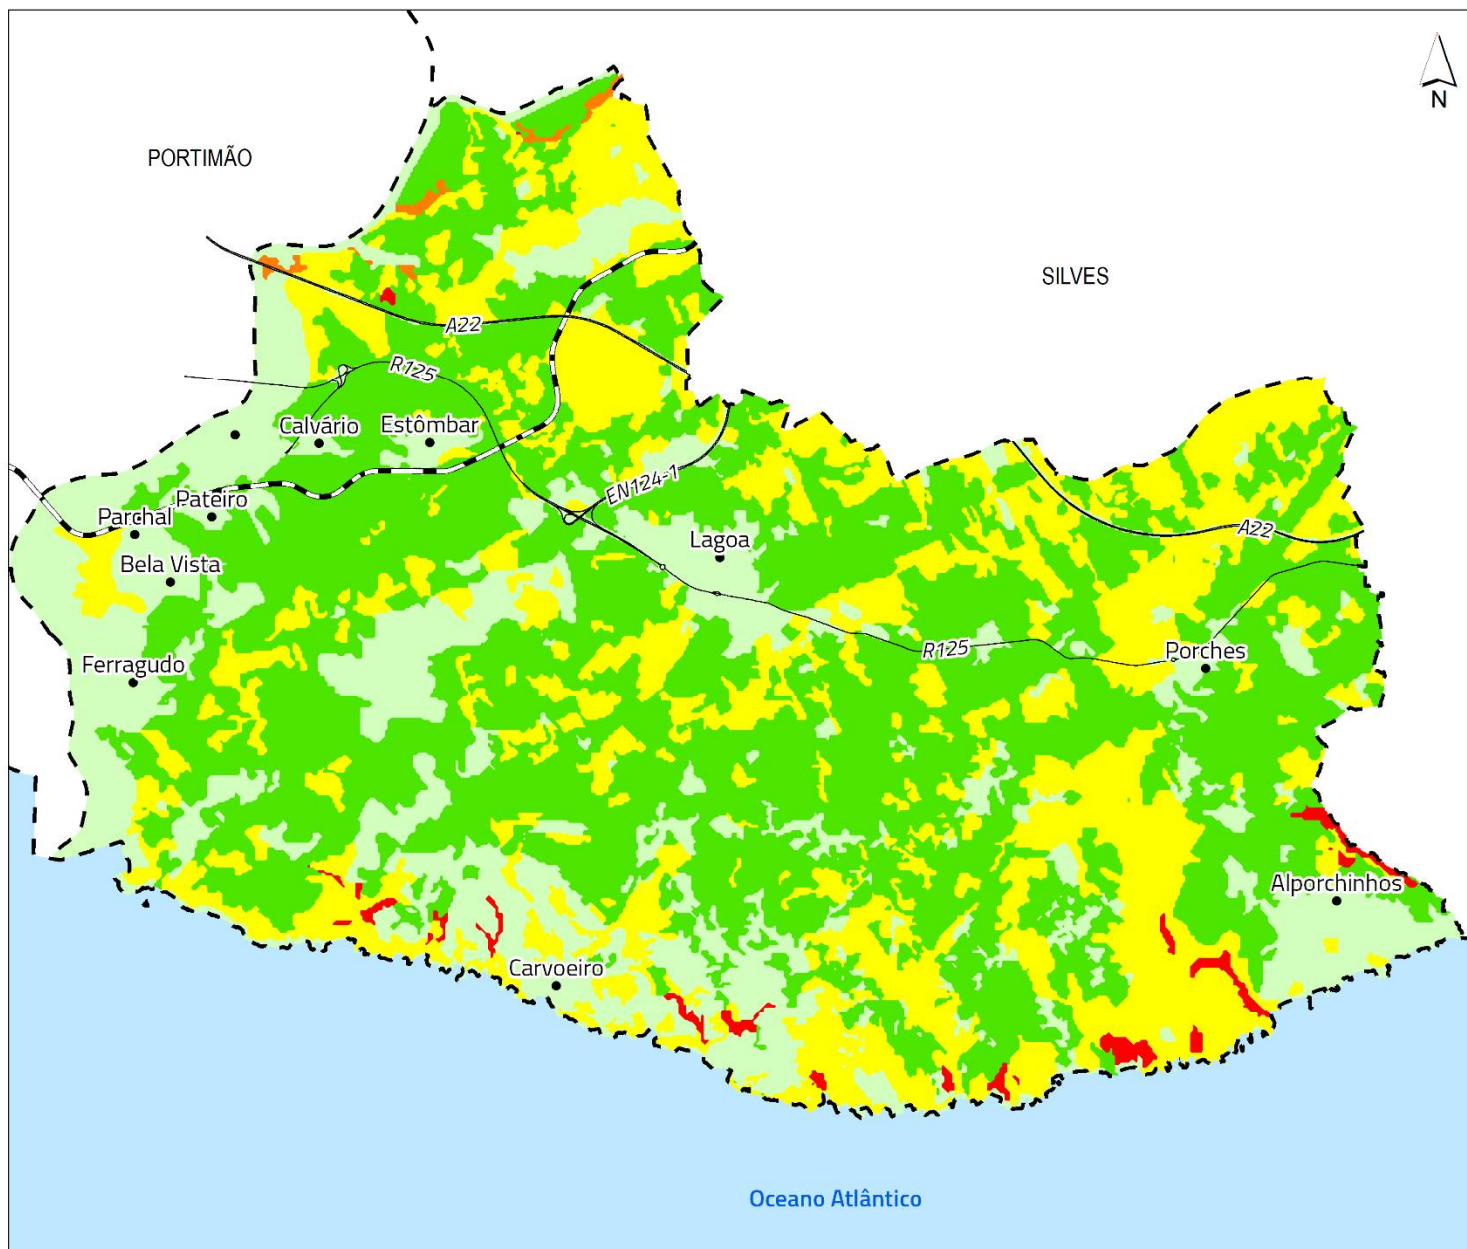 N
PORTIMÃO
SILVES
A22
R125
Calvário
Estômbar
EN124-1
Pateiro
Parchal
Lagoa
A22
Bela Vista
R125
Porches
Ferragudo
Alporchinhos
Carvoeiro
Oceano Atlântico